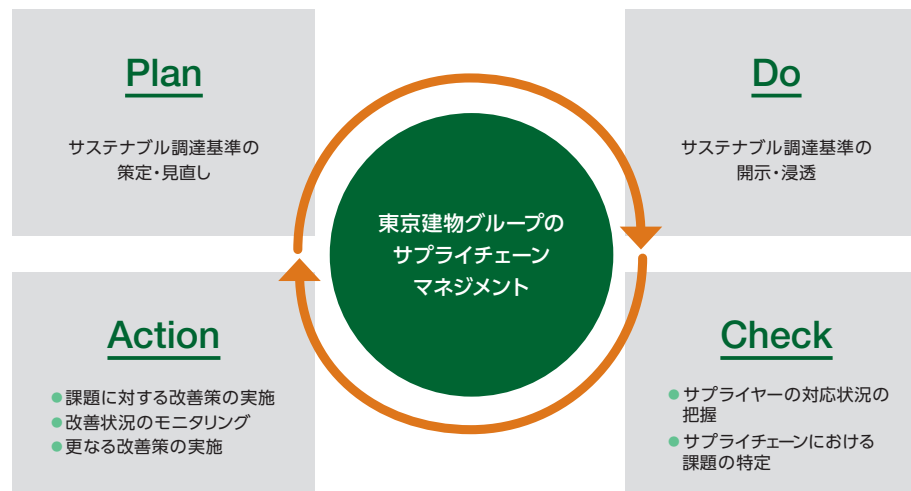 Plan
サステナブル調達基準の
策定・見直し
Do
サステナブル調達基準の
開示・浸透
東京建物グループの
サプライチェーン
マネジメント
Action
●課題に対する改善策の実施
●改善状況のモニタリング
●更なる改善策の実施
Check
●サプライヤーの対応状況の
把握
●サプライチェーンにおける
課題の特定